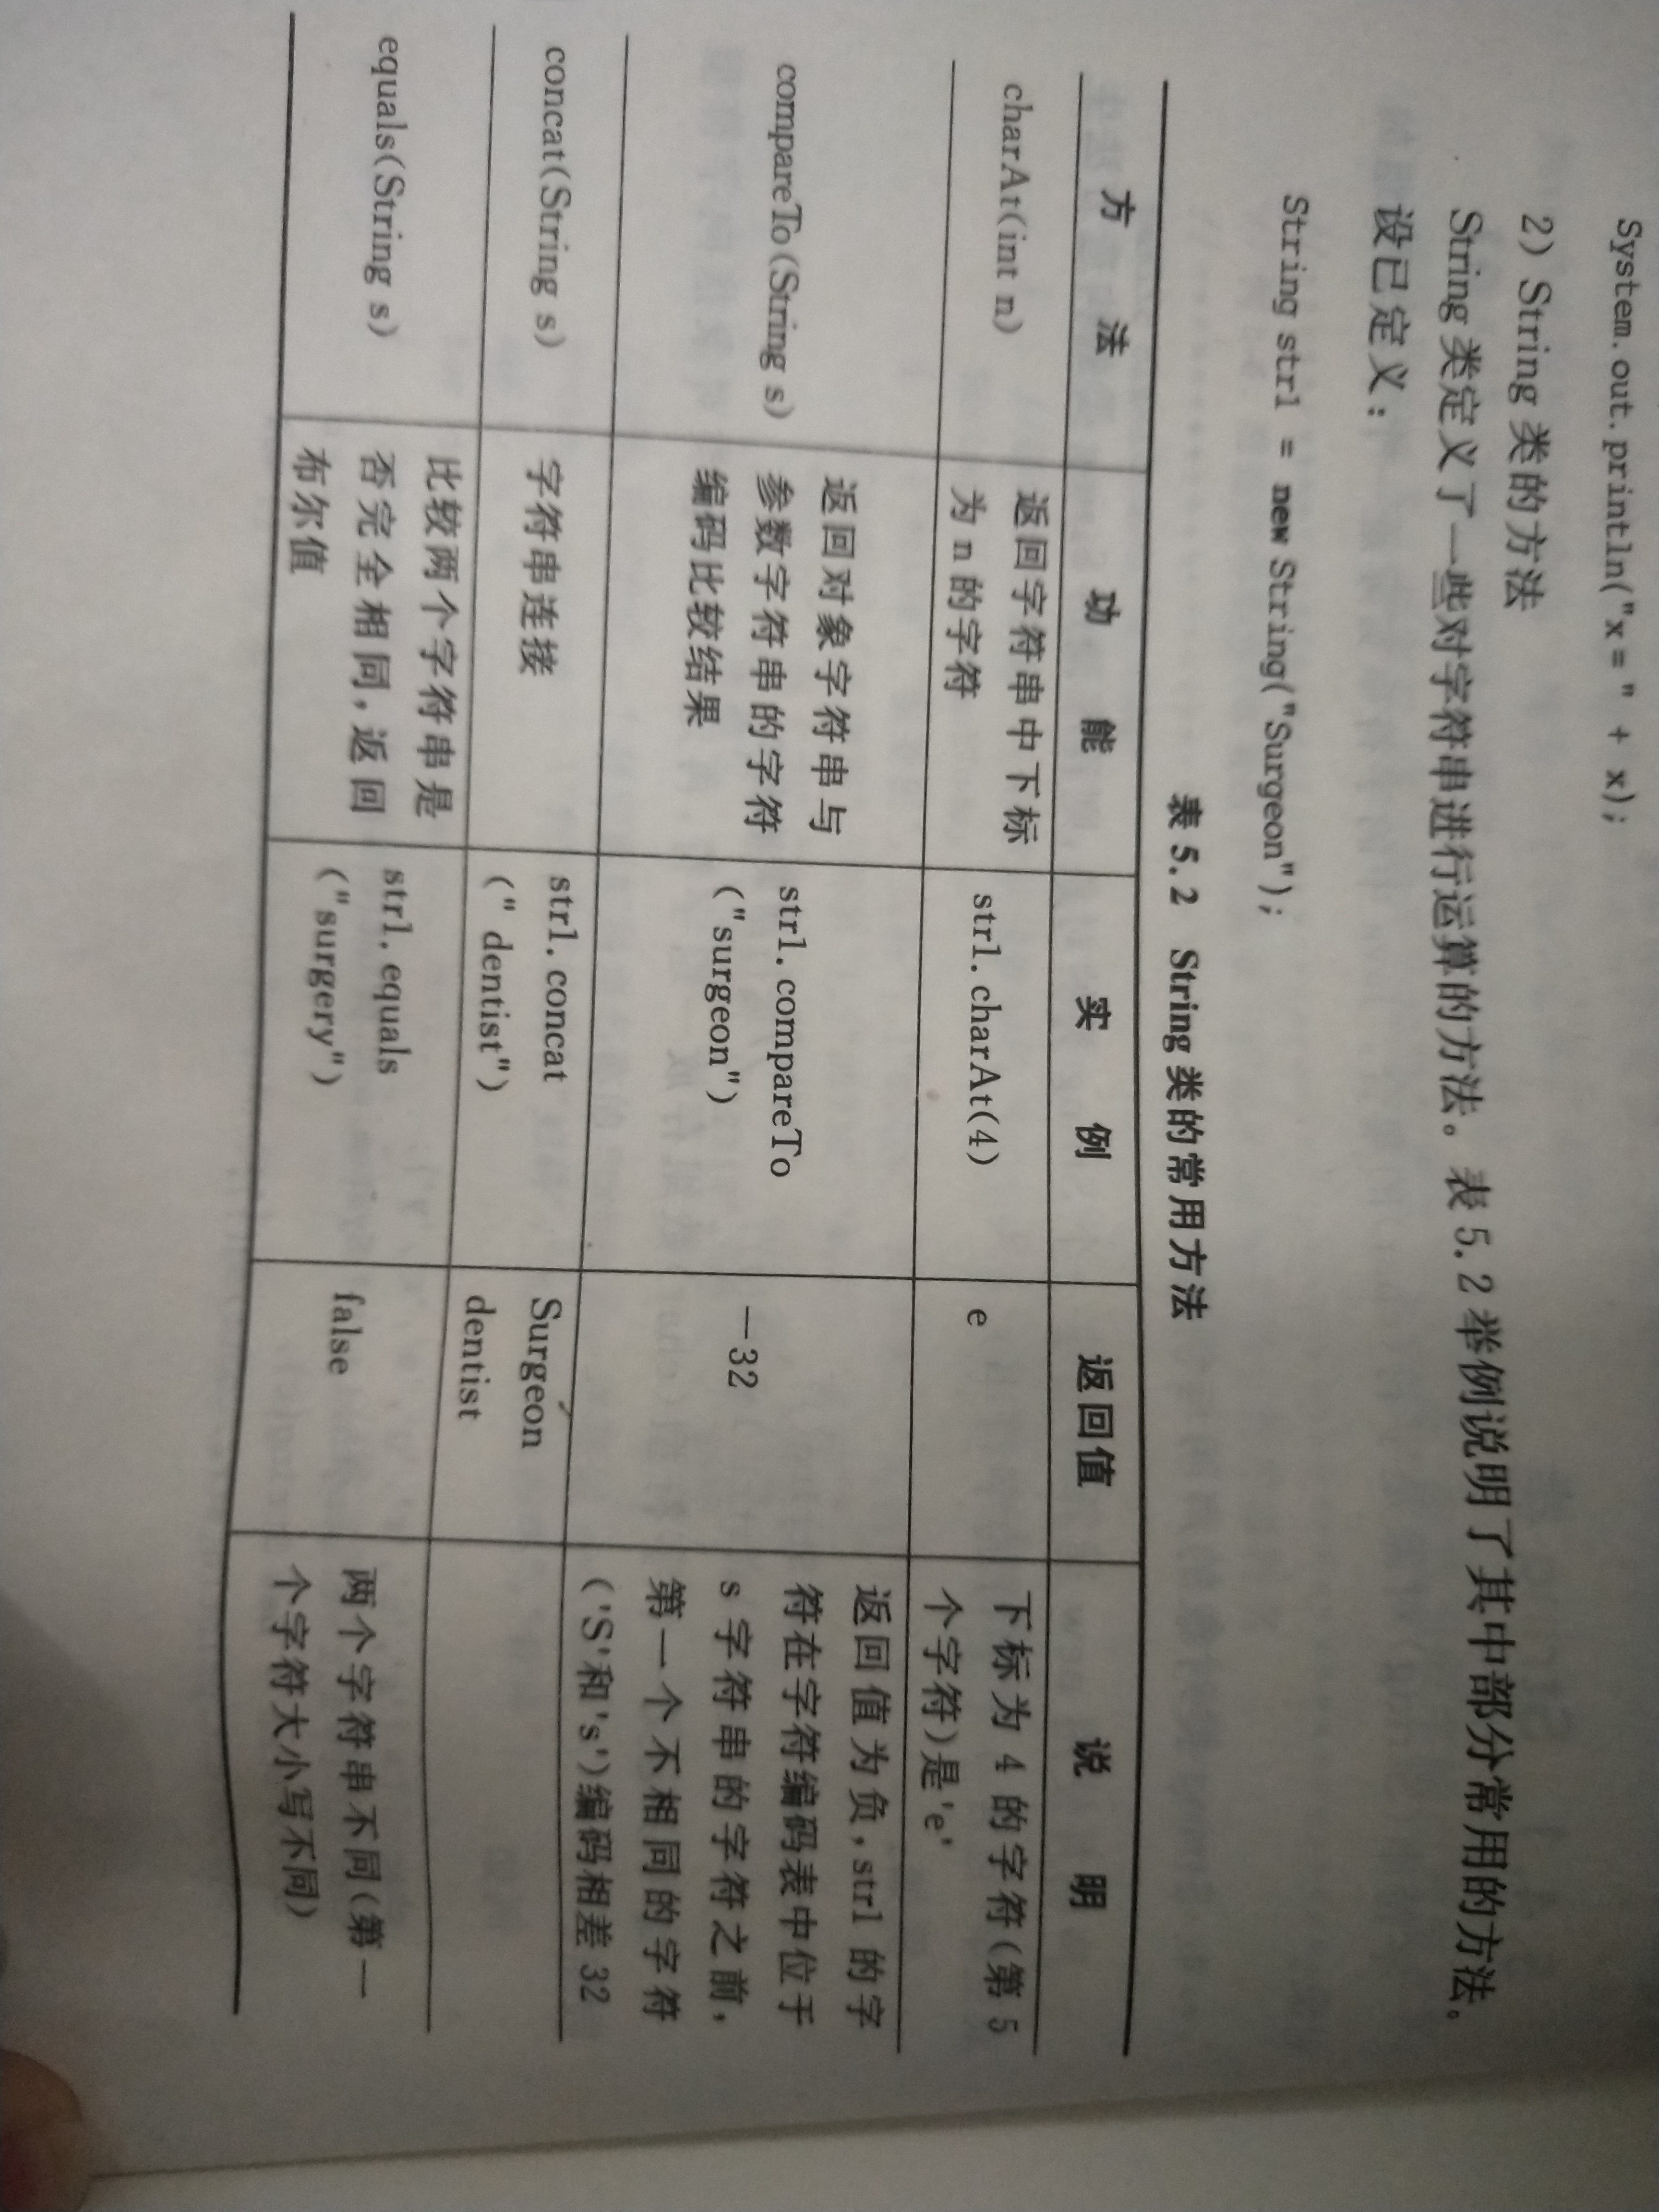 System.out.println("x=" + x);
2) String 类的方法
String 类定义了一些对字符串进行运算的方法。表 5.2 举例说明了其中部分常用的方法。
设已定义：
String str1 = new String("Surgeon");
表 5.2 String 类的常用方法
方 法 功 能 实 例 返回值 说 明
charAt(int n)
返回字符串中下标
为 n 的字符
str1.charAt(4)
e
下标为 4 的字符(第 5
个字符)是'e'
compareTo(String s)
返回对象字符串与
参数字符串的字符
编码比较结果
str1.compareTo
("surgeon")
－32
返回值为负,str1 的字
符在字符编码表中位于
s 字符串的字符之前,
第一个不相同的字符
('S'和's')编码相差 32
concat(String s)
字符串连接
str1.concat
(" dentist")
Surgeon
dentist
equals(String s)
比较两个字符串是
否完全相同,返回
布尔值
str1.equals
("surgery")
false
两个字符串不同(第一
个字符大小写不同)